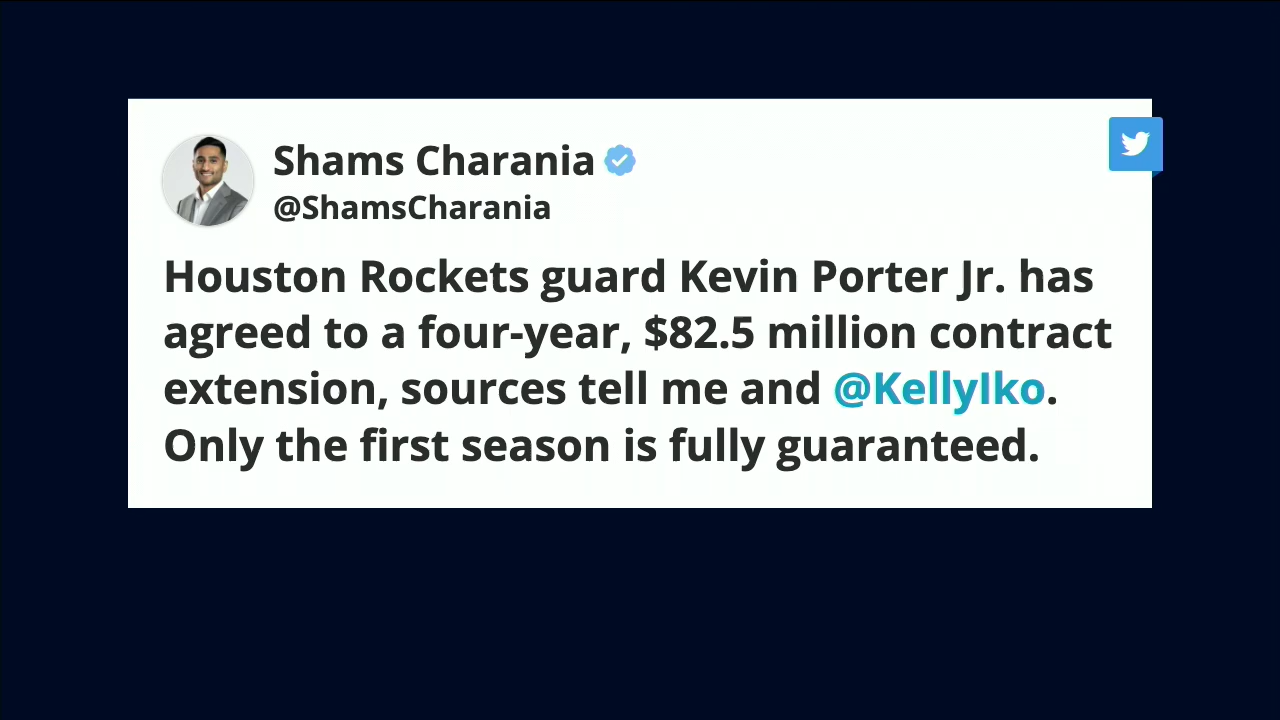 Shams Charania
@ShamsCharania
Houston Rockets guard Kevin Porter Jr. has
agreed to a four-year, $82.5 million contract
extension, sources tell me and @KellyIko.
Only the first season is fully guaranteed.